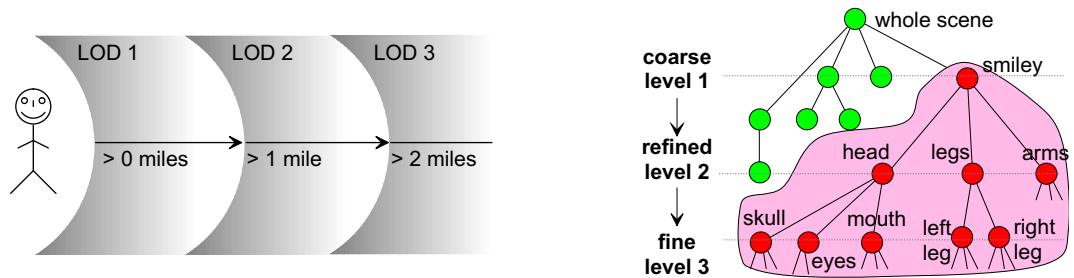 LOD 1
LOD 2
LOD 3
> 0 miles
> 1 mile
> 2 miles
whole scene
coarse
level 1
smiley
refined
level 2
head
legs
arms
skull
mouth
left
leg
right
leg
eyes
fine
level 3